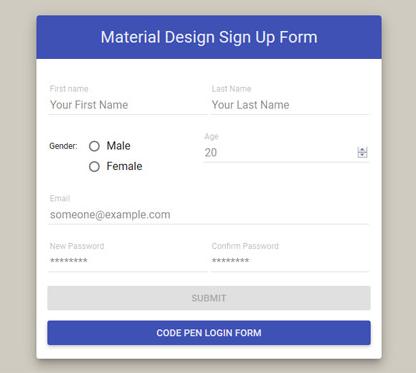 Material Design Sign Up Form
First name Last Name
Your First Name Your Last Name
Gender: Male Age
20
Female
Email
someone@example.com
New Password Confirm Password
******** ********
SUBMIT
CODE PEN LOGIN FORM